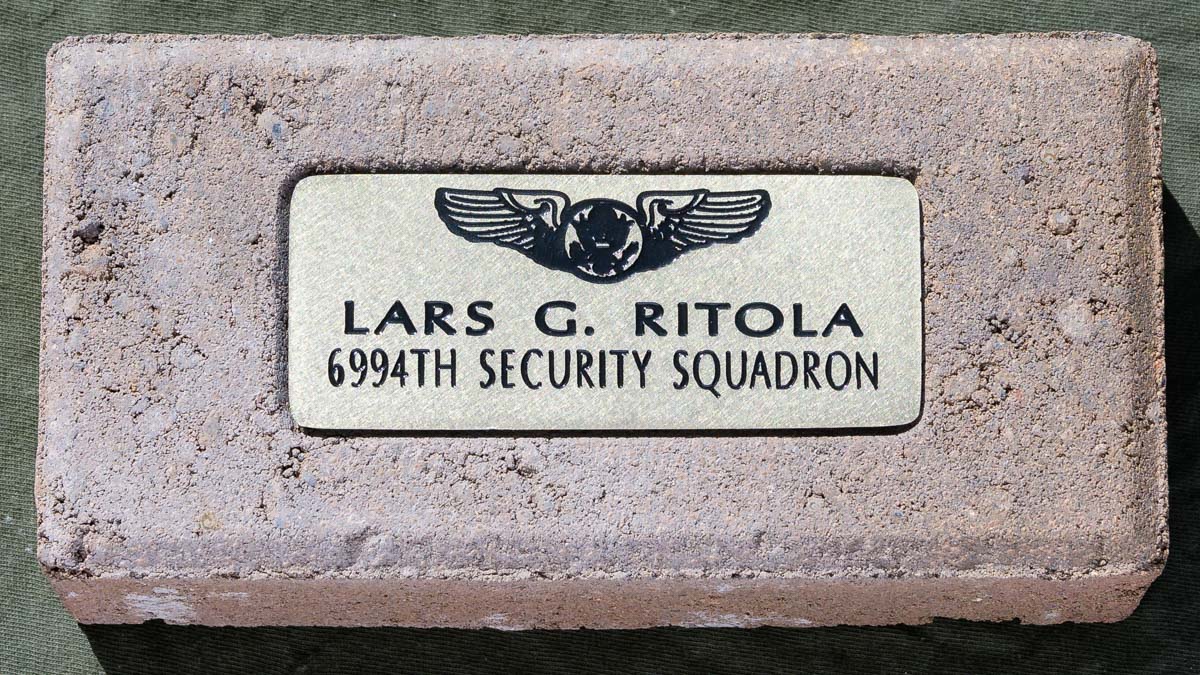 LARS G. RITOLA
6994TH SECURITY SQUADRON